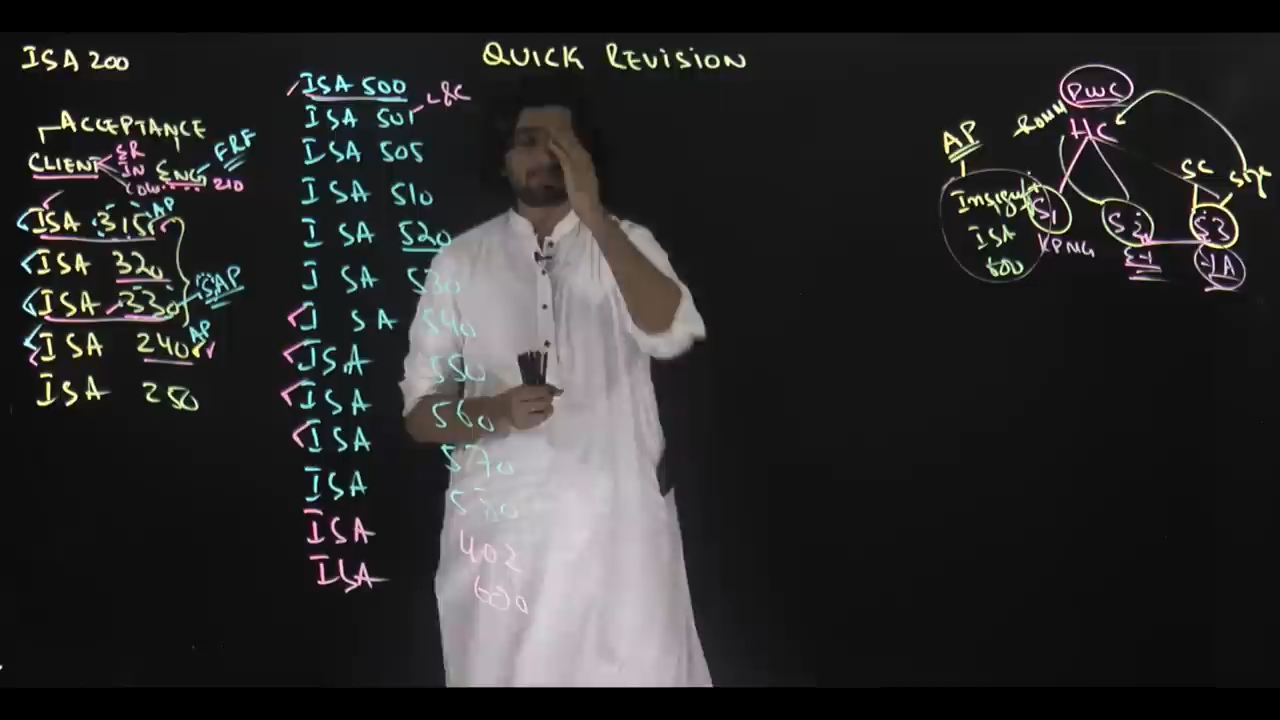 ISA 200
QUICK REVISION
ACCEPTANCE
CLIENT
ENG
FRF
210
ISA 315
AP
ISA 320
ISA 330
SAP
ISA 240
AP
ISA 250
ISA 500
ISA 501
L&C
ISA 505
ISA 510
ISA 520
ISA 530
ISA 540
ISA 550
ISA 560
ISA 570
ISA 580
ISA 402
ISA 600
PWC
HC
AP
ISA
600
S1
KPMG
S2
SC
S3